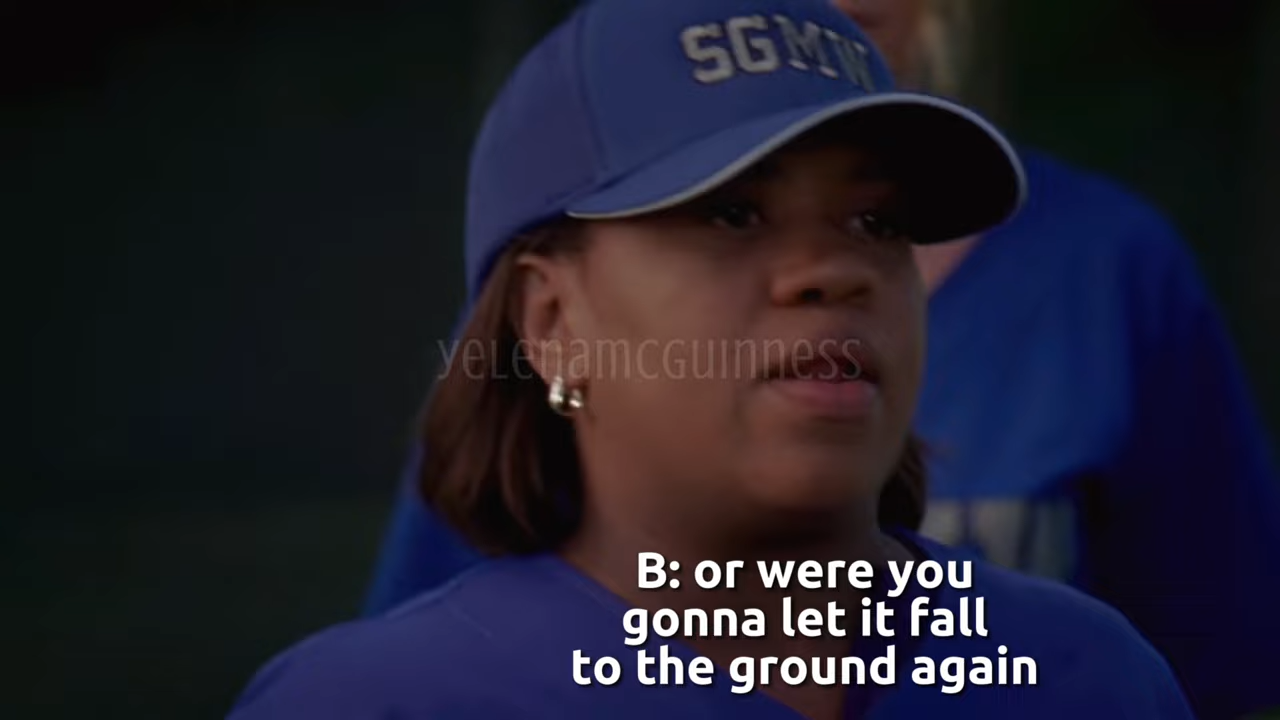 SGMW
YELENAMCGUINNESS
B: or were you
gonna let it fall
to the ground again